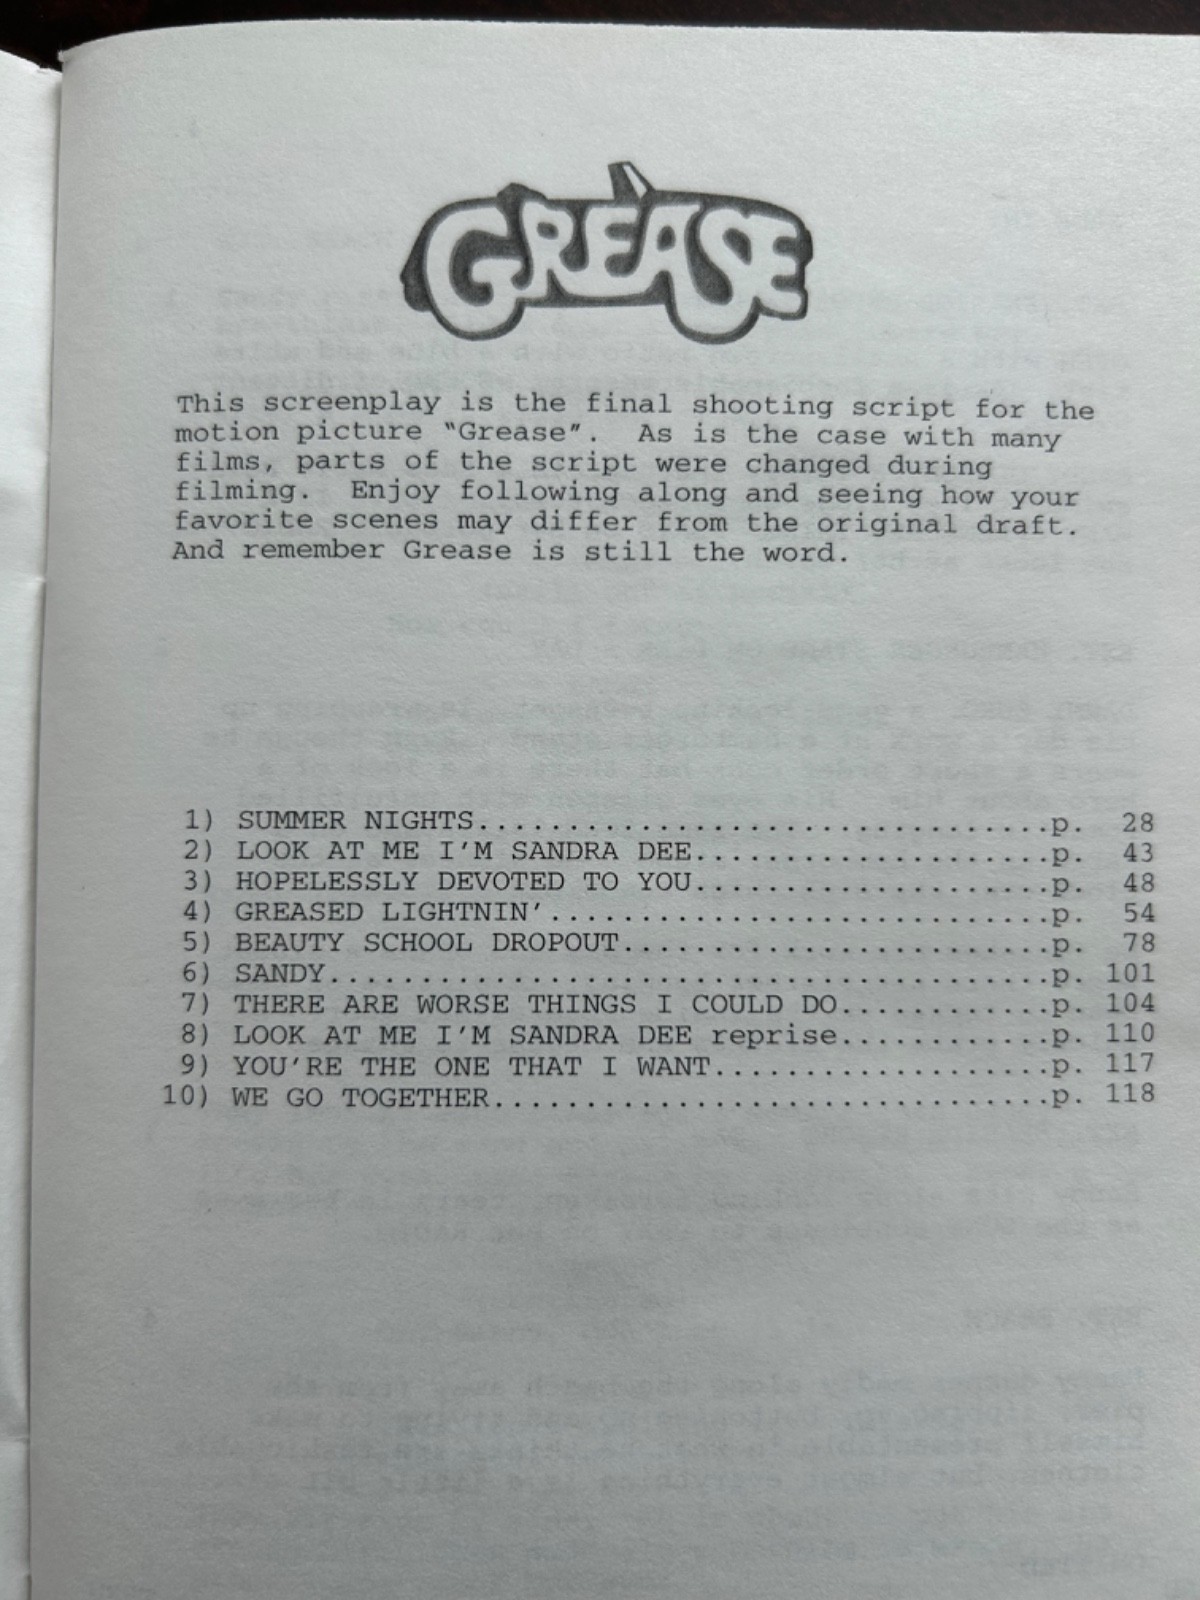 GREASE
This screenplay is the final shooting script for the
motion picture “Grease”. As is the case with many
films, parts of the script were changed during
filming. Enjoy following along and seeing how your
favorite scenes may differ from the original draft.
And remember Grease is still the word.
1) SUMMER NIGHTS................................p. 28
2) LOOK AT ME I’M SANDRA DEE....................p. 43
3) HOPELESSLY DEVOTED TO YOU....................p. 48
4) GREASED LIGHTNIN’............................p. 54
5) BEAUTY SCHOOL DROPOUT........................p. 78
6) SANDY........................................p. 101
7) THERE ARE WORSE THINGS I COULD DO............p. 104
8) LOOK AT ME I’M SANDRA DEE reprise............p. 110
9) YOU’RE THE ONE THAT I WANT...................p. 117
10) WE GO TOGETHER...............................p. 118